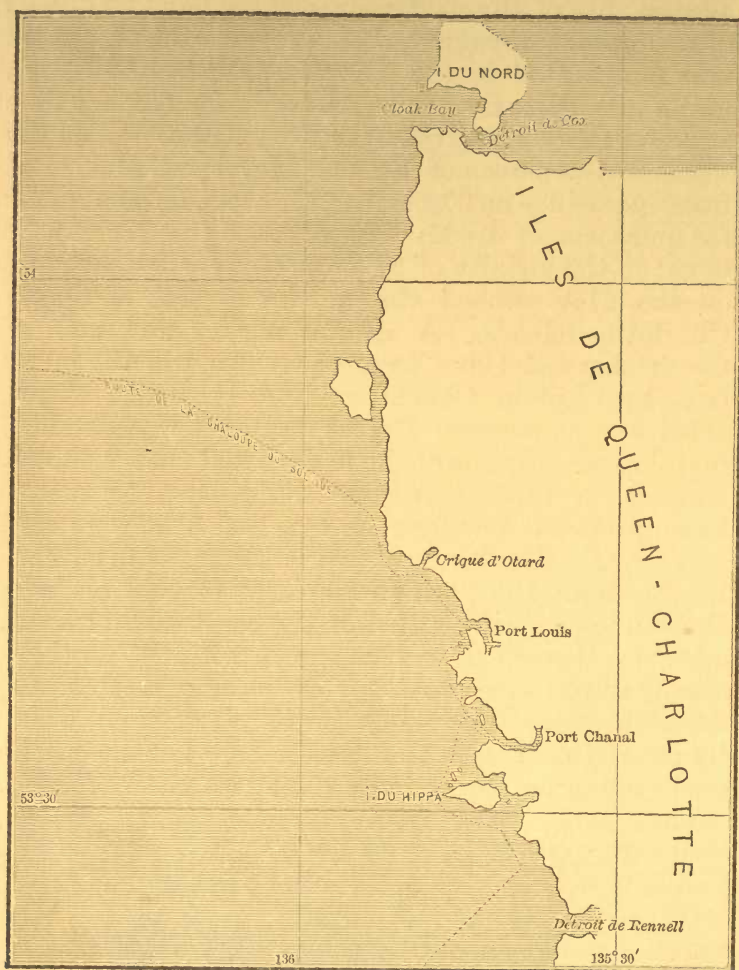 I. DU NORD
Cloak Bay
Détroit de Cox
ILES DE QUEEN-CHARLOTTE
54
ROUTE DE LA CHALOUPE DU SOLIDE
Crique d'Otard
Port Louis
Port Chanal
I. DU HIPPA
53°30'
Détroit de Rennell
136
135°30'